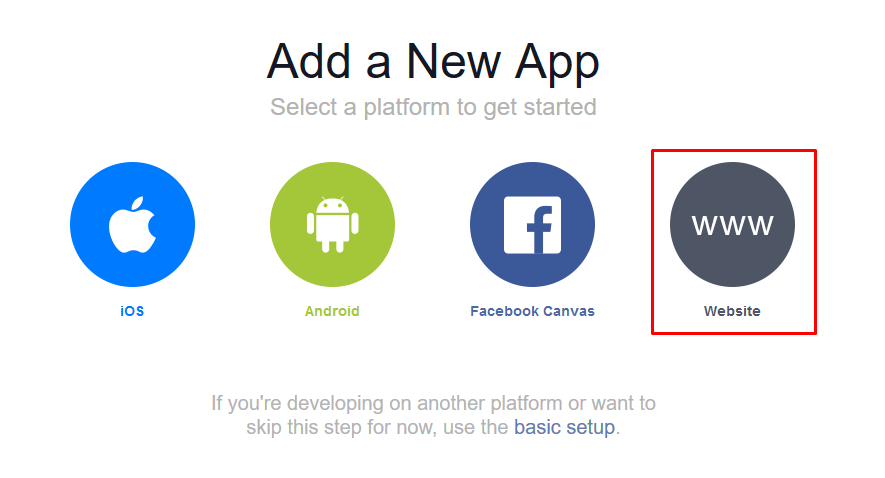 Add a New App
Select a platform to get started
www
iOS
Android
Facebook Canvas
Website
If you're developing on another platform or want to
skip this step for now, use the basic setup.